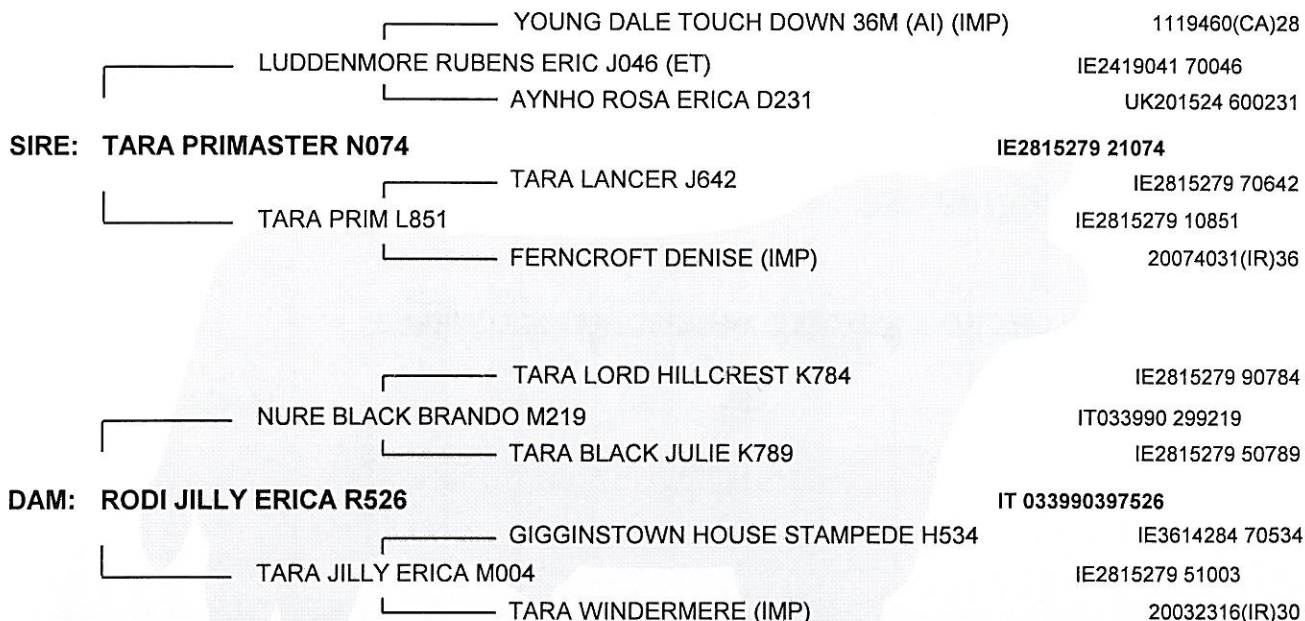 YOUNG DALE TOUCH DOWN 36M (AI) (IMP) 1119460(CA)28
LUDDENMORE RUBENS ERIC J046 (ET) IE2419041 70046
AYNHO ROSA ERICA D231 UK201524 600231
SIRE: TARA PRIMASTER N074 IE2815279 21074
TARA LANCER J642 IE2815279 70642
TARA PRIM L851 IE2815279 10851
FERNCROFT DENISE (IMP) 20074031(IR)36
TARA LORD HILLCREST K784 IE2815279 90784
NURE BLACK BRANDO M219 IT033990 299219
TARA BLACK JULIE K789 IE2815279 50789
DAM: RODI JILLY ERICA R526 IT 033990397526
GIGGINSTOWN HOUSE STAMPEDE H534 IE3614284 70534
TARA JILLY ERICA M004 IE2815279 51003
TARA WINDERMERE (IMP) 20032316(IR)30